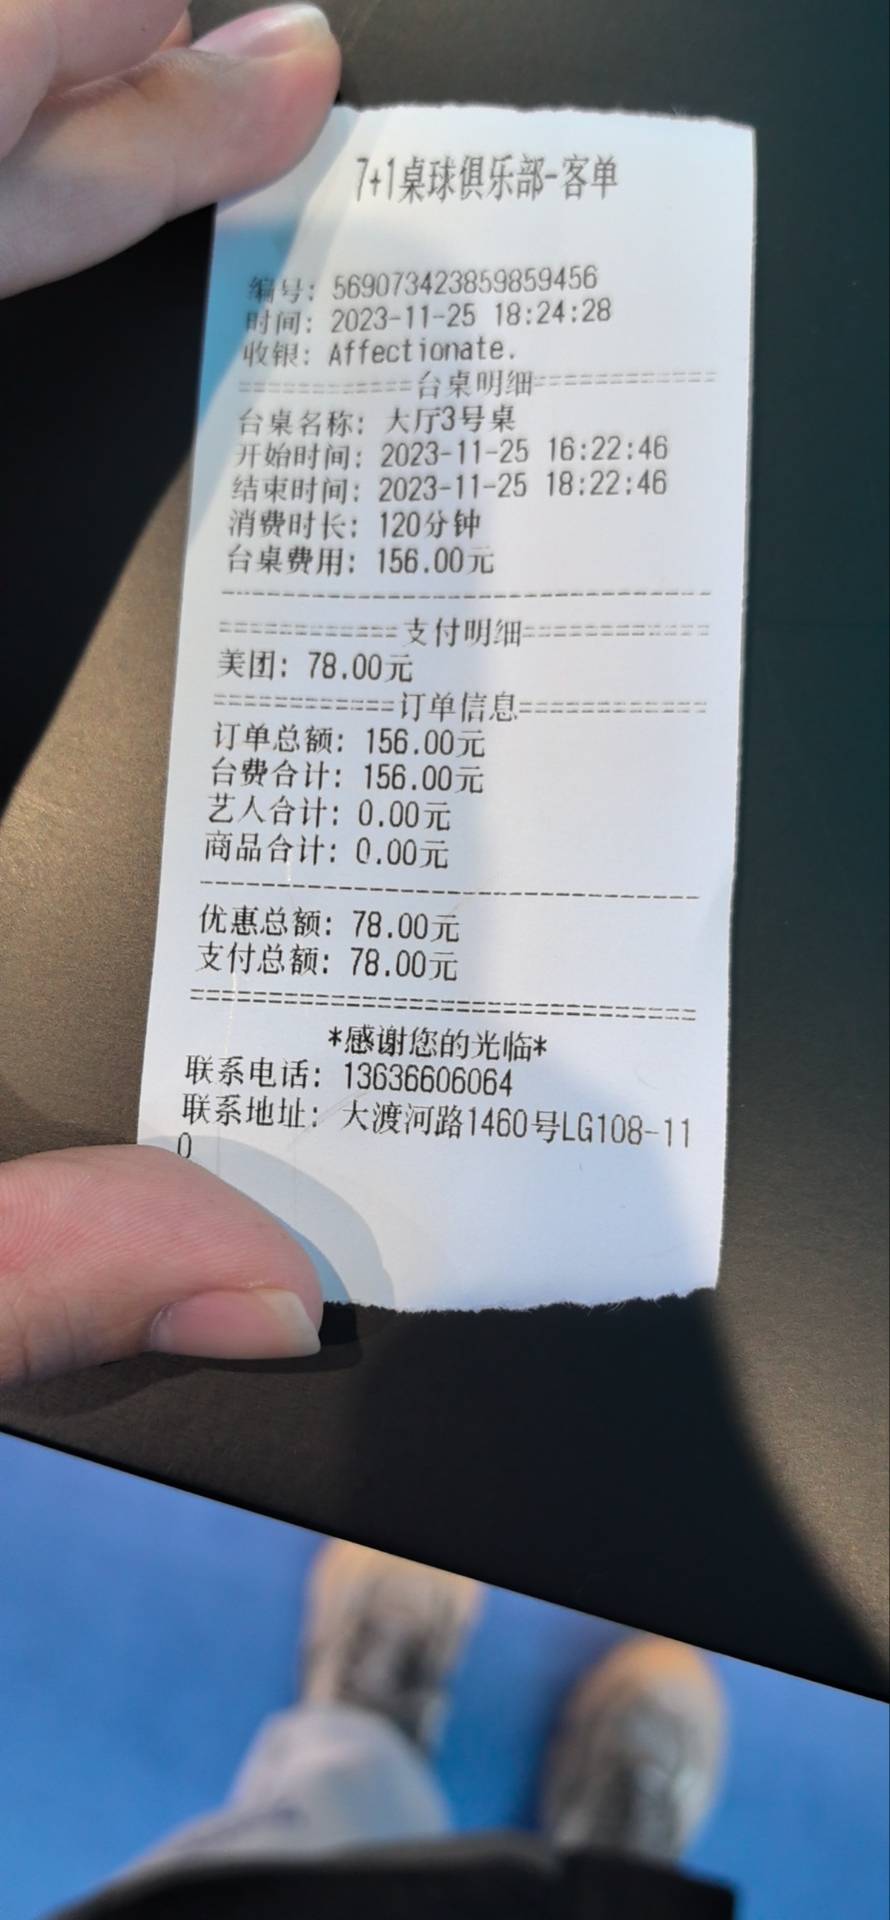 7+1桌球俱乐部-客单
编号: 569073423859859456
时间: 2023-11-25 18:24:28
收银: Affectionate.
============台桌明细============
台桌名称: 大厅3号桌
开始时间: 2023-11-25 16:22:46
结束时间: 2023-11-25 18:22:46
消费时长: 120分钟
台桌费用: 156.00元
--------------------------------
============支付明细============
美团: 78.00元
============订单信息============
订单总额: 156.00元
台费合计: 156.00元
艺人合计: 0.00元
商品合计: 0.00元
--------------------------------
优惠总额: 78.00元
支付总额: 78.00元
================================
*感谢您的光临*
联系电话: 13636606064
联系地址: 大渡河路1460号LG108-11
0